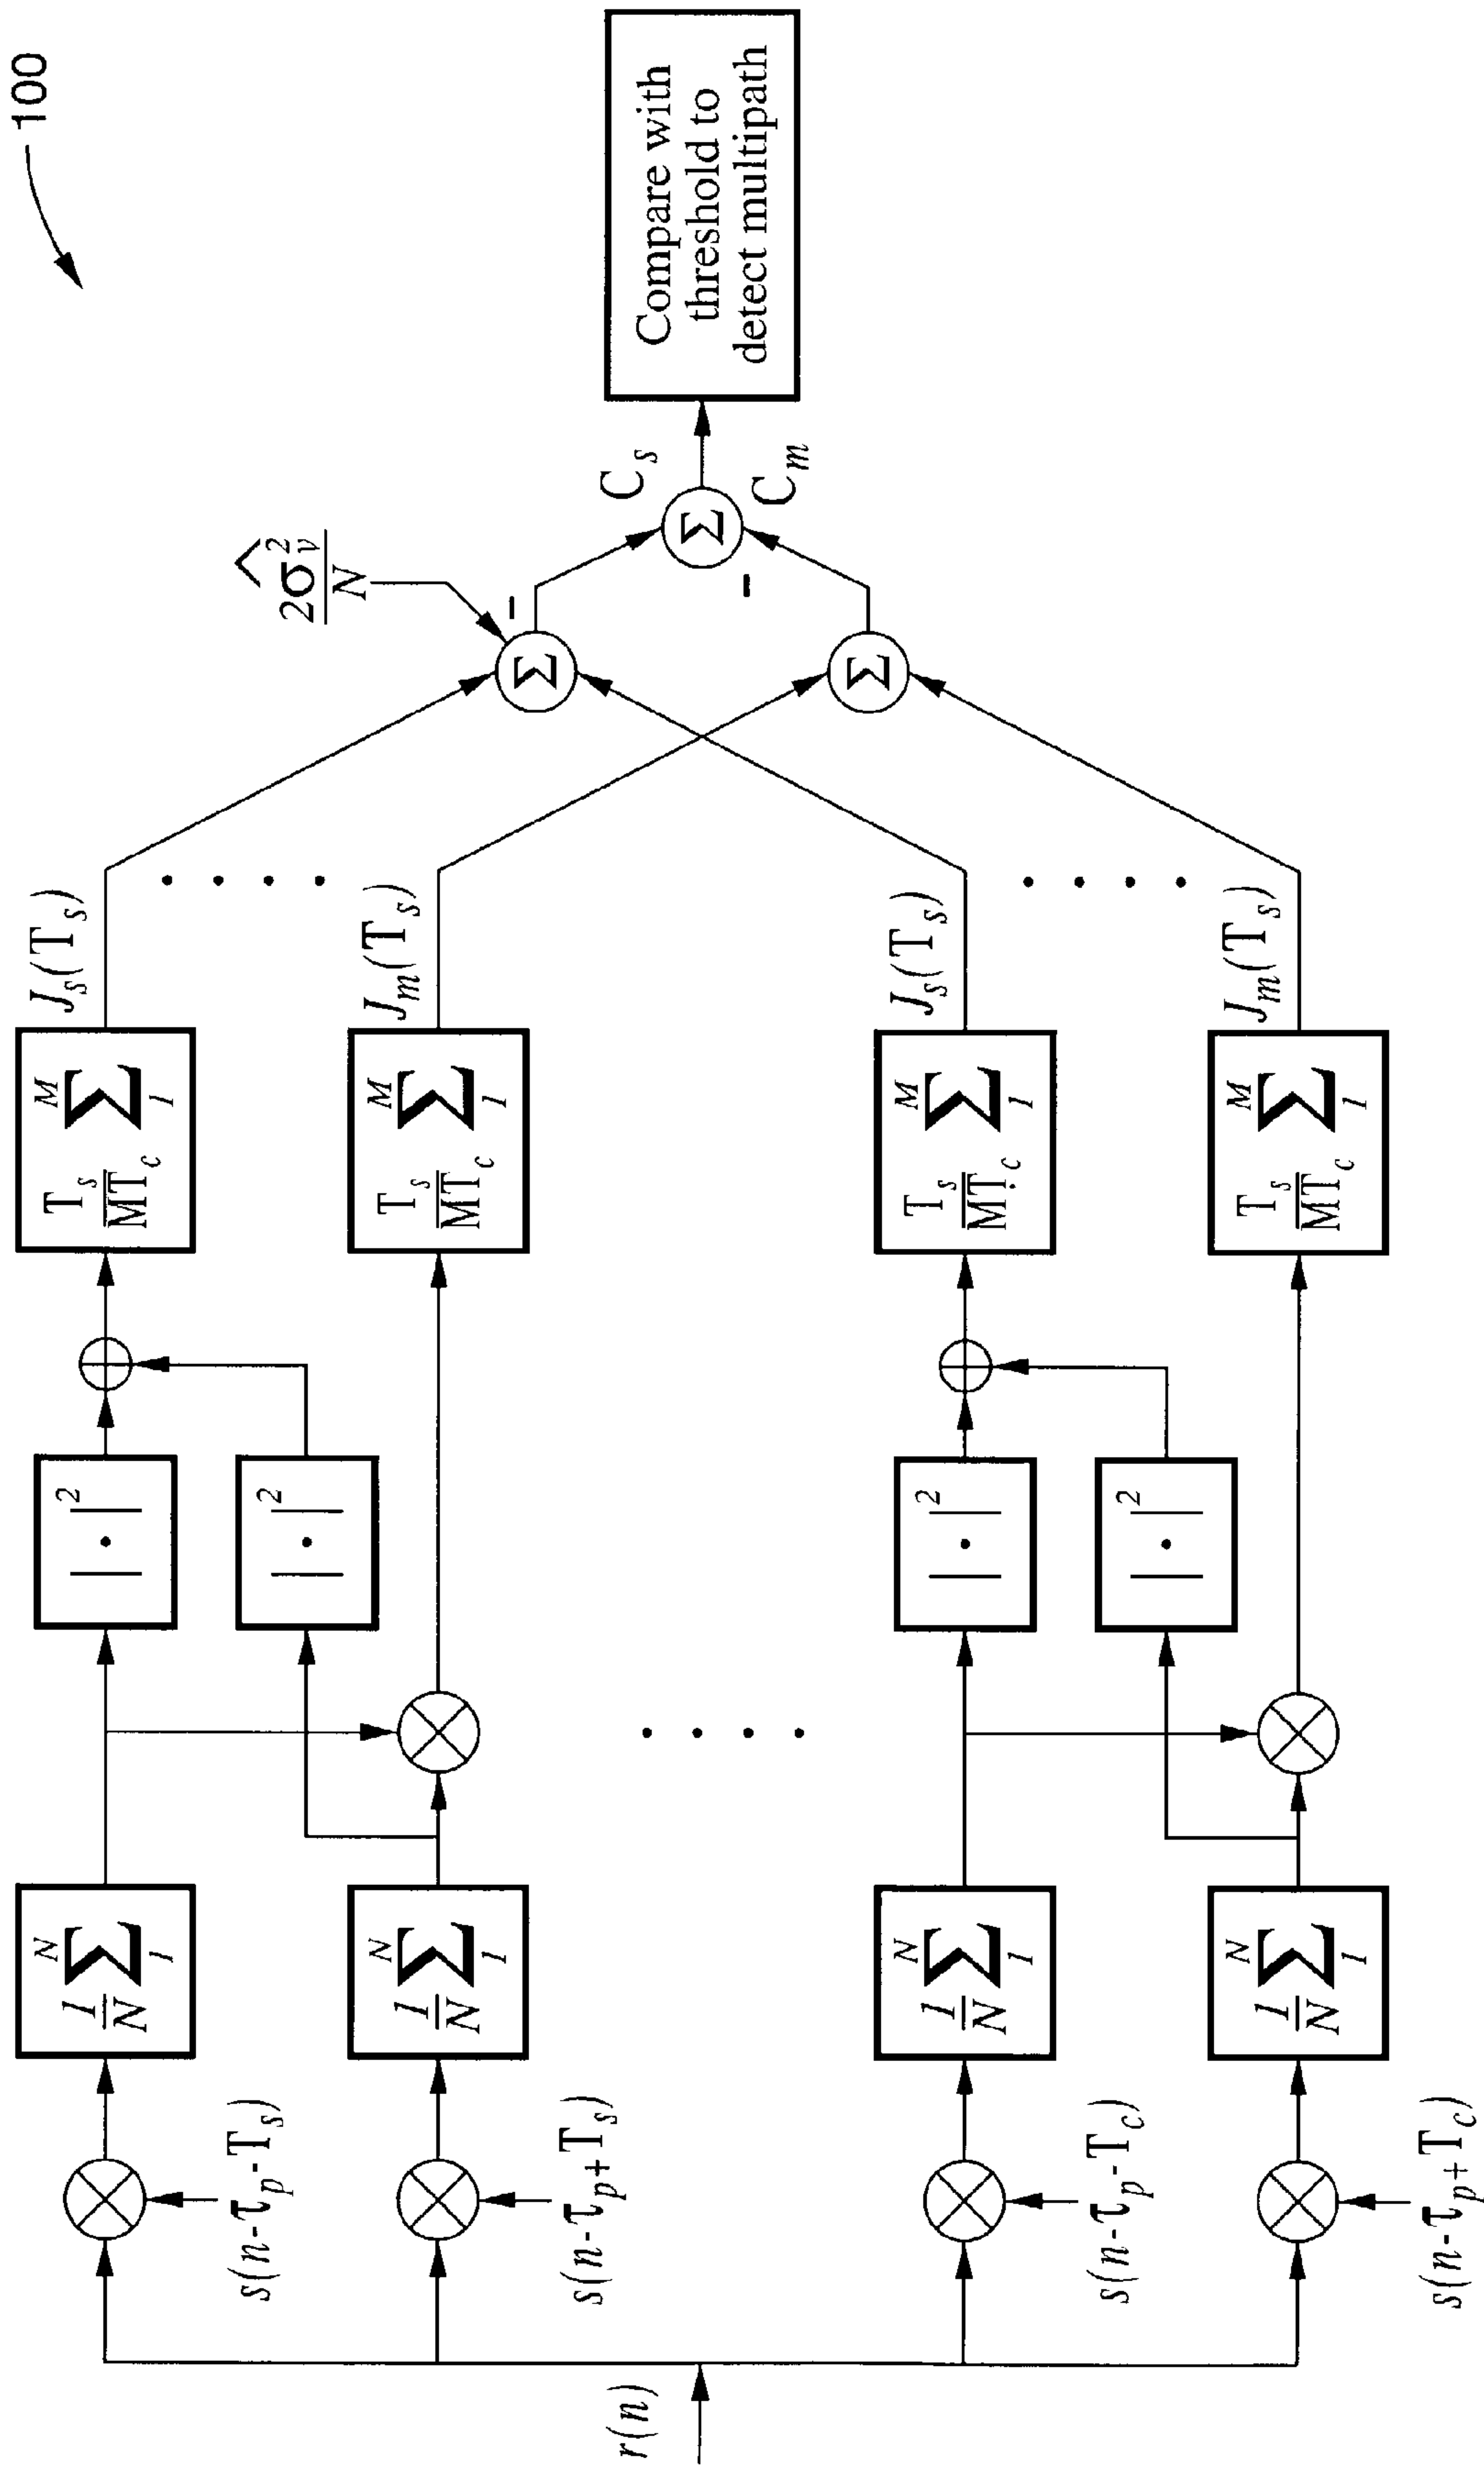 100
r(n)
s(n-τ_p-T_s)
s(n-τ_p+T_s)
s(n-τ_p-T_c)
s(n-τ_p+T_c)
1/N Σ_1^N
1/N Σ_1^N
1/N Σ_1^N
1/N Σ_1^N
|•|²
|•|²
|•|²
|•|²
T_s/MT_c Σ_1^M
T_s/MT_c Σ_1^M
T_s/MT_c Σ_1^M
T_s/MT_c Σ_1^M
J_s(T_s)
J_m(T_s)
J_s(T_s)
J_m(T_s)
2σ̂_v²/N
Σ
Σ
-
-
Σ
C_s
C_m
Compare with
threshold to
detect multipath